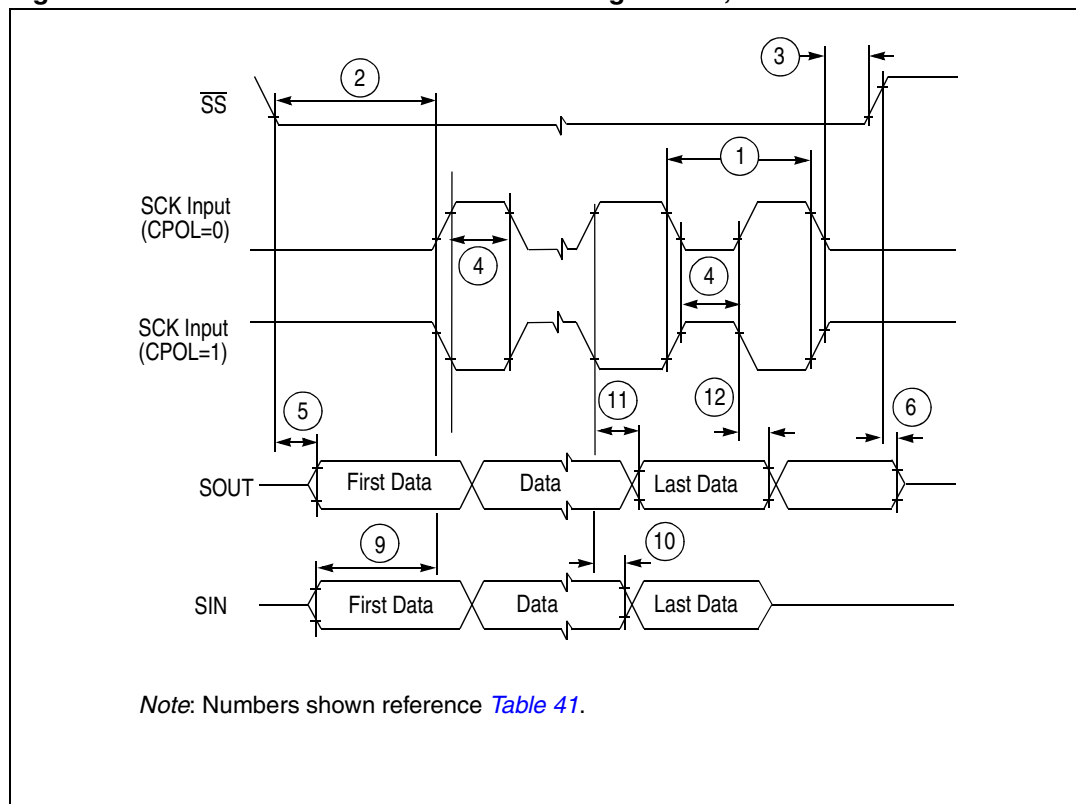 3
2
SS
1
SCK Input
(CPOL=0)
4
4
SCK Input
(CPOL=1)
5
11
12
6
SOUT
First Data
Data
Last Data
9
10
SIN
First Data
Data
Last Data
Note: Numbers shown reference Table 41.